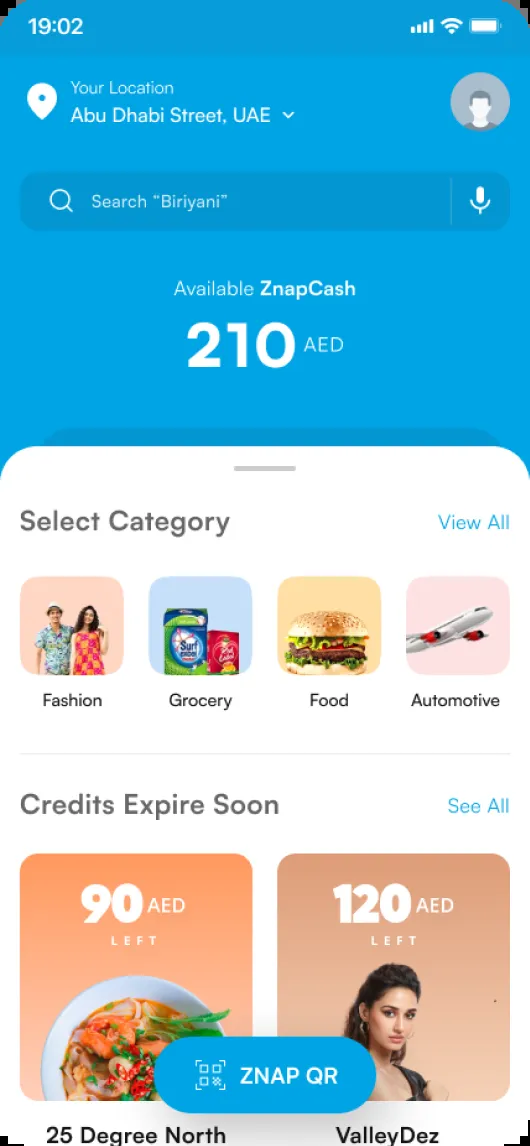 19:02
Your Location
Abu Dhabi Street, UAE
Search “Biriyani”
Available ZnapCash
210 AED
Select Category
View All
Surf
excel
Fashion
Grocery
Food
Automotive
Credits Expire Soon
See All
90 AED
LEFT
120 AED
LEFT
ZNAP QR
25 Degree North
ValleyDez